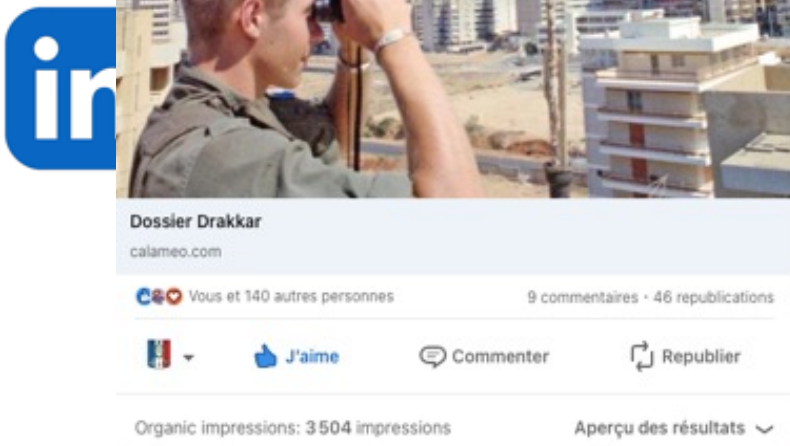 in
Dossier Drakkar
calameo.com
Vous et 140 autres personnes
9 commentaires • 46 republications
J'aime
Commenter
Republier
Organic impressions: 3 504 impressions
Aperçu des résultats